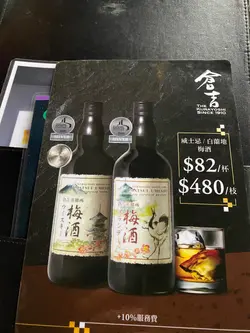 倉吉
THE
KURAYOSHI
SINCE 1910
威士忌/白蘭地
梅酒
$82/杯
$480/枝
梅酒
梅酒
+10%服務費